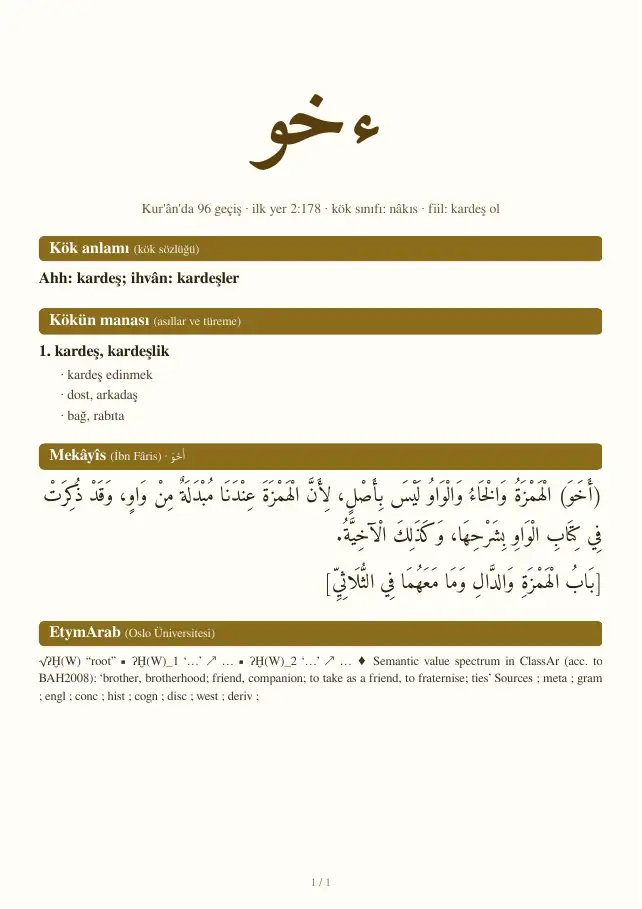 ءخو
Kur'ân'da 96 geçiş · ilk yer 2:178 · kök sınıfı: nâkıs · fiil: kardeş ol
Kök anlamı (kök sözlüğü)
Ahh: kardeş; ihvân: kardeşler
Kökün manası (asıllar ve türeme)
1. kardeş, kardeşlik
· kardeş edinmek
· dost, arkadaş
· bağ, rabıta
Mekâyîs (İbn Fâris) · أَخَوَ
(أَخَوَ) الْهَمْزَةُ وَالْخَاءُ وَالْوَاوُ لَيْسَ بِأَصْلٍ، لِأَنَّ الْهَمْزَةَ عِنْدَنَا مُبْدَلَةٌ مِنْ وَاوٍ، وَقَدْ ذُكِرَتْ
فِي كِتَابِ الْوَاوِ بِشَرْحِهَا، وَكَذَلِكَ الْآخِيَّةُ.
[بَابُ الْهَمْزَةِ وَالدَّالِ وَمَا مَعَهُمَا فِي الثُّلَاثِيِّ]
EtymArab (Oslo Üniversitesi)
√ʔḪ(W) “root” ▪ ʔḪ(W)_1 ‘…’ ↗ … ▪ ʔḪ(W)_2 ‘…’ ↗ … ♦ Semantic value spectrum in ClassAr (acc. to
BAH2008): ‘brother, brotherhood; friend, companion; to take as a friend, to fraternise; ties’ Sources ; meta ; gram
; engl ; conc ; hist ; cogn ; disc ; west ; deriv ;
1 / 1